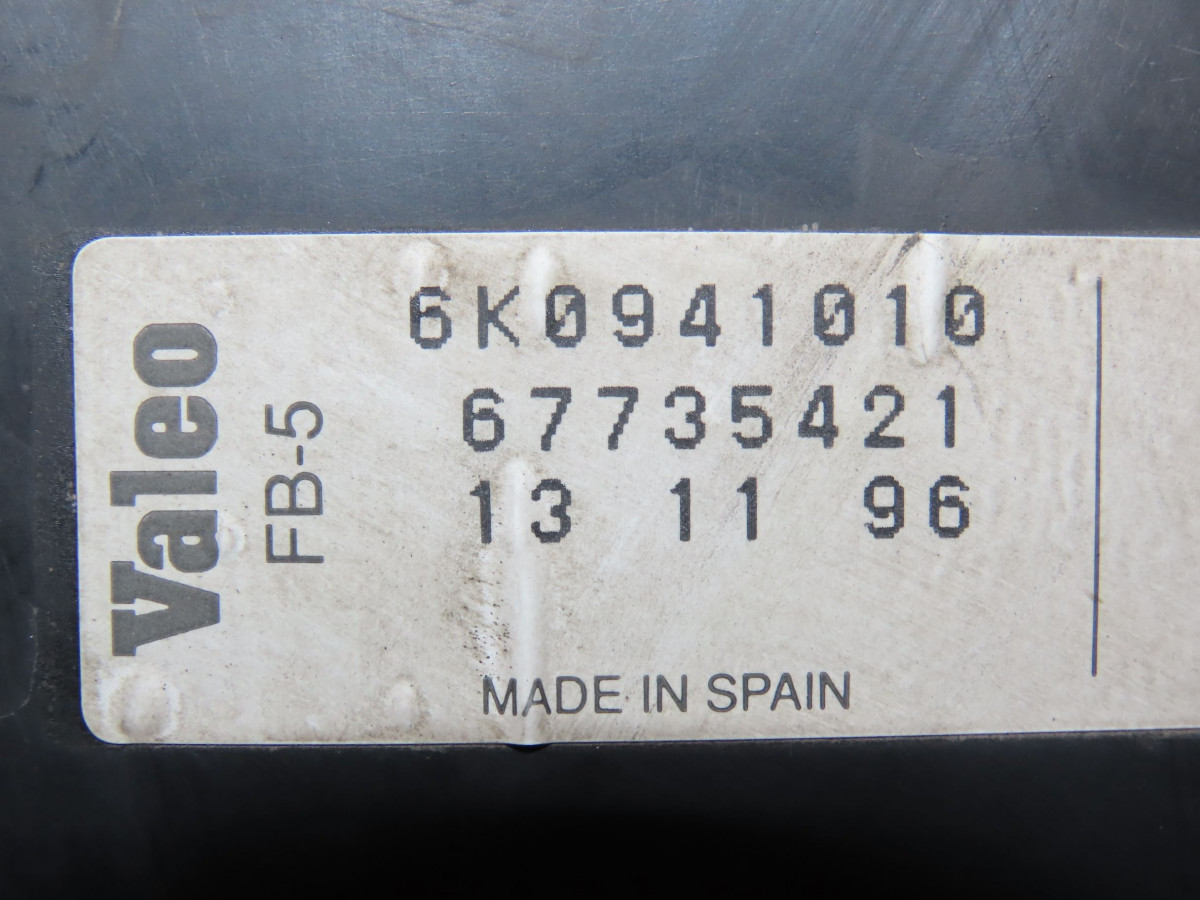 Valeo
FB-5
6K0941010
67735421
13 11 96
MADE IN SPAIN